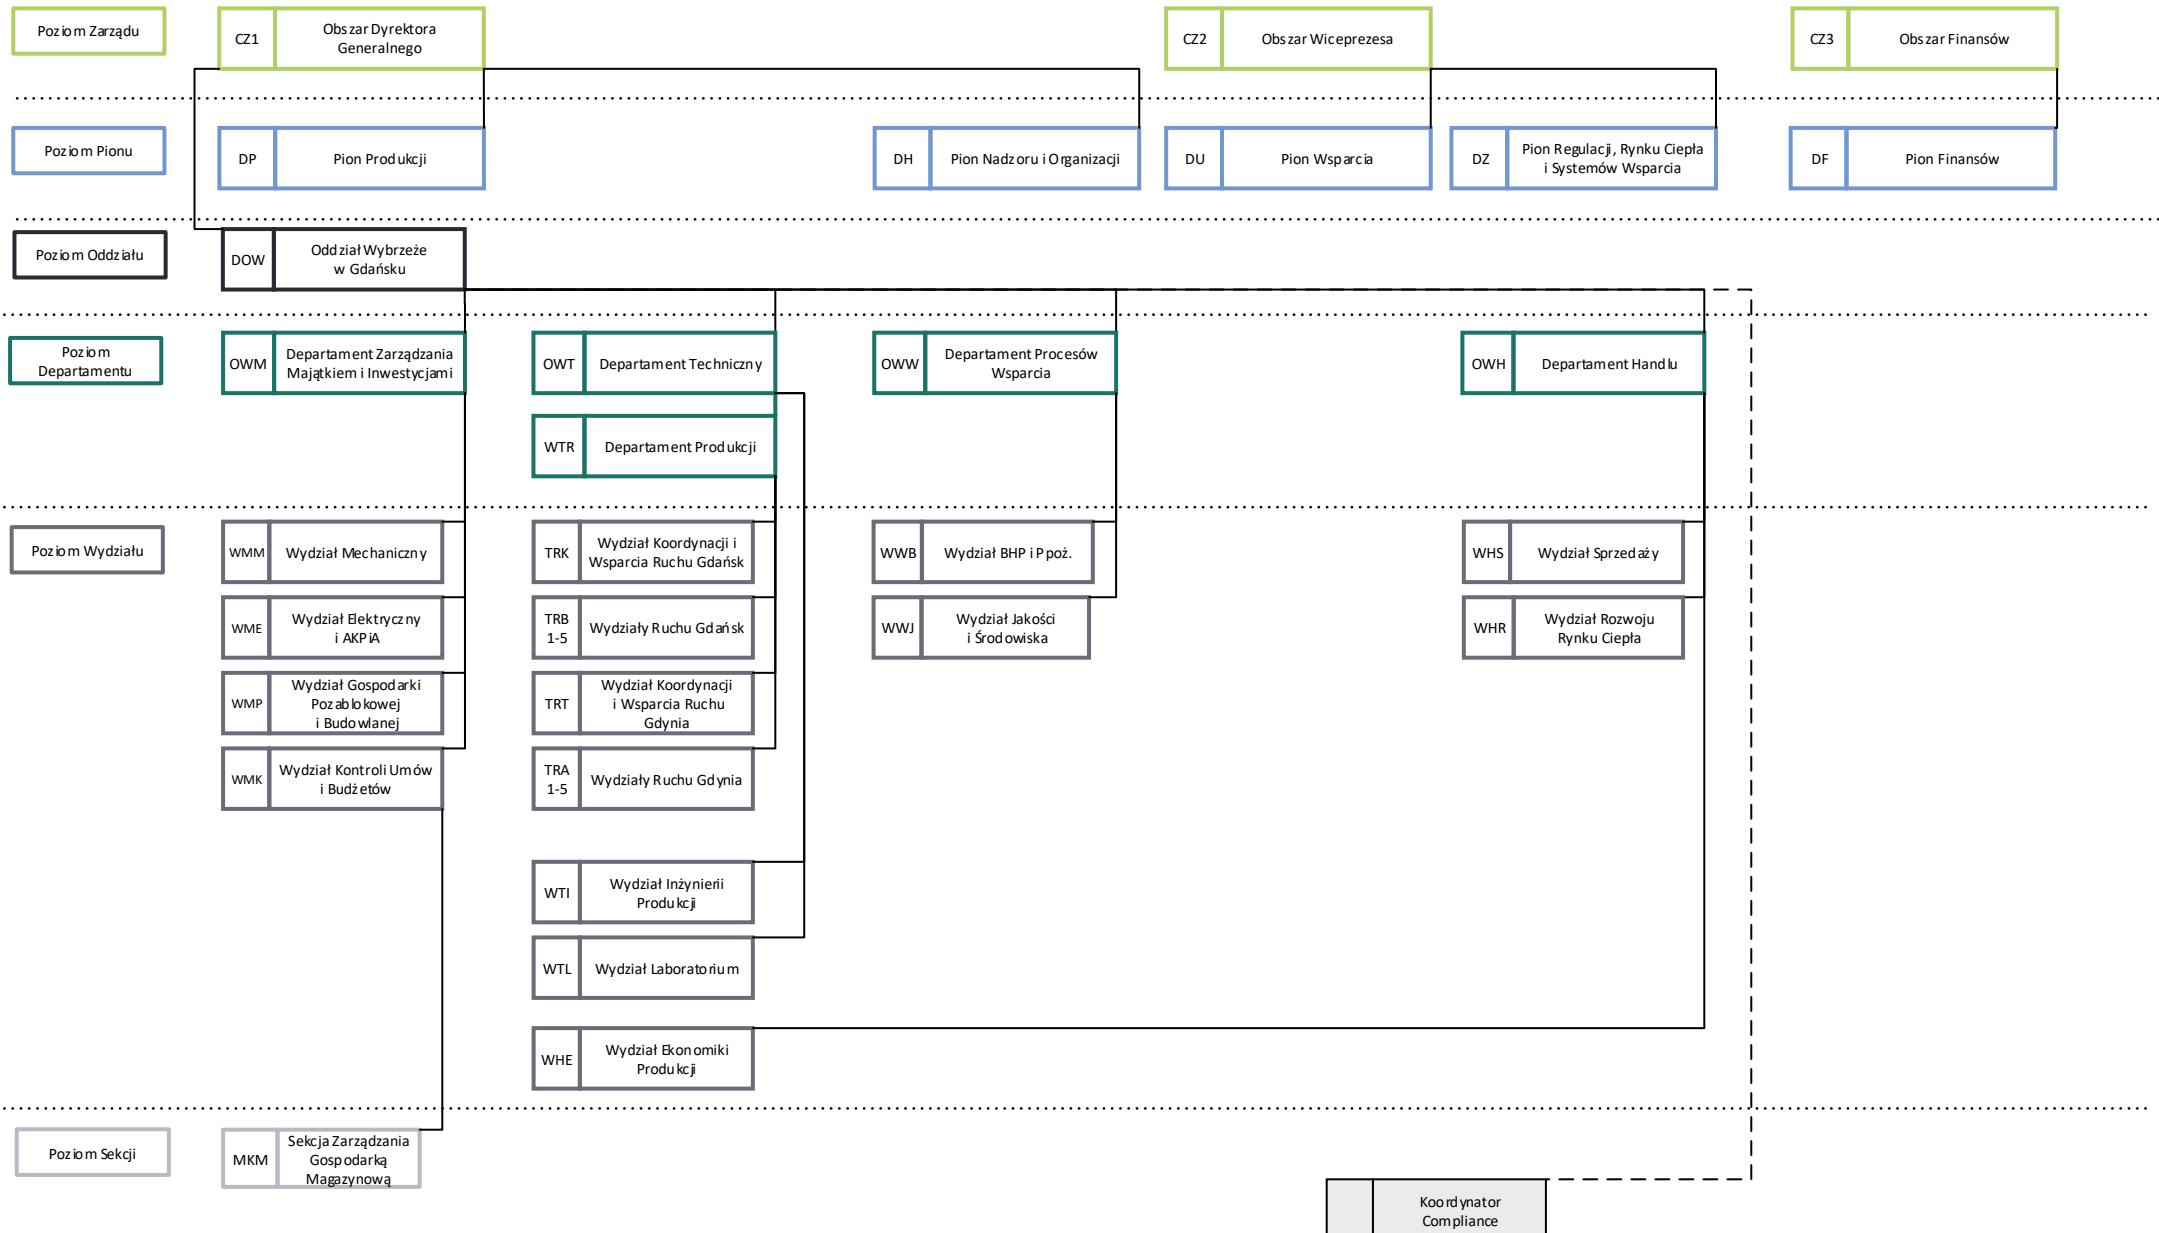 Poziom Zarządu
CZ1
Obszar Dyrektora
Generalnego
CZ2
Obszar Wiceprezesa
CZ3
Obszar Finansów
Poziom Pionu
DP
Pion Produkcji
DH
Pion Nadzoru i Organizacji
DU
Pion Wsparcia
DZ
Pion Regulacji, Rynku Ciepła
i Systemów Wsparcia
DF
Pion Finansów
Poziom Oddziału
DOW
Oddział Wybrzeże
w Gdańsku
Poziom
Departamentu
OWM
Departament Zarządzania
Majątkiem i Inwestycjami
OWT
Departament Techniczny
OWW
Departament Procesów
Wsparcia
OWH
Departament Handlu
WTR
Departament Produkcji
Poziom Wydziału
WMM
Wydział Mechaniczny
TRK
Wydział Koordynacji i
Wsparcia Ruchu Gdańsk
WWB
Wydział BHP i Ppoż.
WHS
Wydział Sprzedaży
WME
Wydział Elektryczny
i AKPiA
TRB
1-5
Wydziały Ruchu Gdańsk
WWJ
Wydział Jakości
i Środowiska
WHR
Wydział Rozwoju
Rynku Ciepła
WMP
Wydział Gospodarki
Pozablokowej
i Budowlanej
TRT
Wydział Koordynacji
i Wsparcia Ruchu
Gdynia
WMK
Wydział Kontroli Umów
i Budżetów
TRA
1-5
Wydziały Ruchu Gdynia
WTI
Wydział Inżynierii
Produkcji
WTL
Wydział Laboratorium
WHE
Wydział Ekonomiki
Produkcji
Poziom Sekcji
MKM
Sekcja Zarządzania
Gospodarką
Magazynową
Koordynator
Compliance